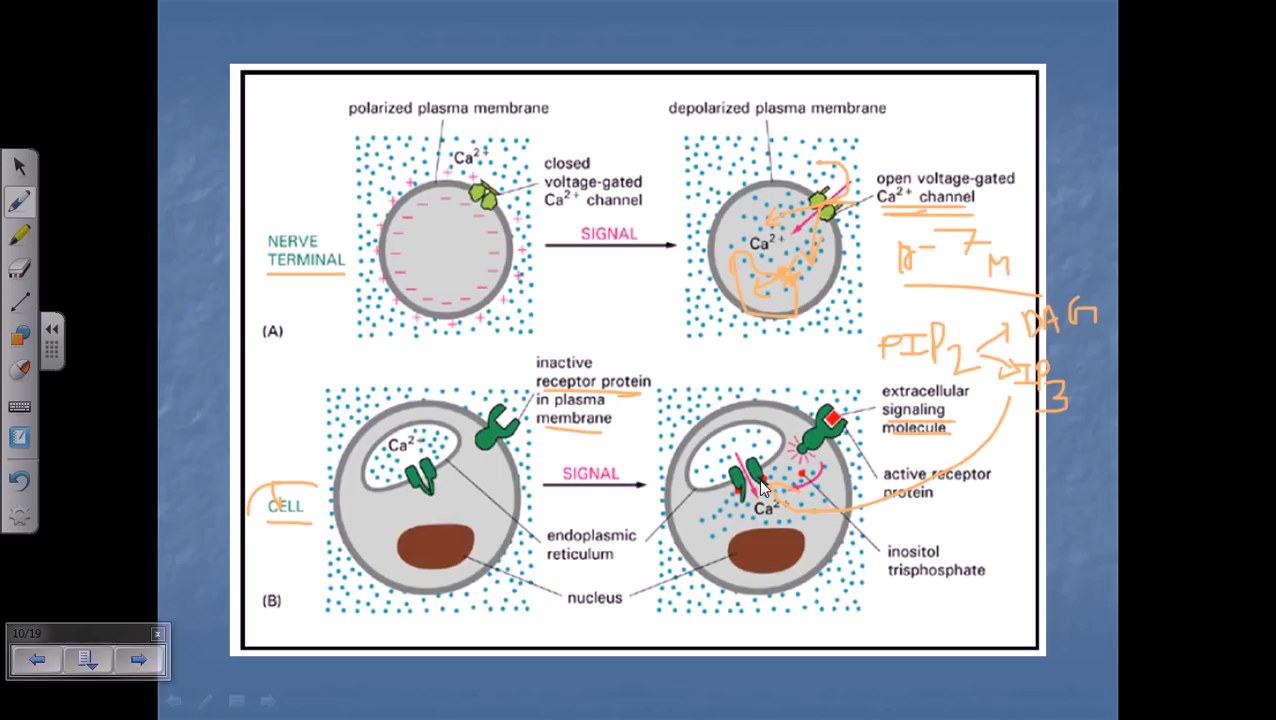 polarized plasma membrane
depolarized plasma membrane
Ca2+
closed
voltage-gated
Ca2+ channel
open voltage-gated
Ca2+ channel
NERVE
TERMINAL
SIGNAL
Ca2+
-7 M
(A)
PIP2
DAG
IP3
inactive
receptor protein
in plasma
membrane
extracellular
signaling
molecule
Ca2+
SIGNAL
active receptor
protein
CELL
Ca2+
endoplasmic
reticulum
inositol
trisphosphate
nucleus
(B)
10/19